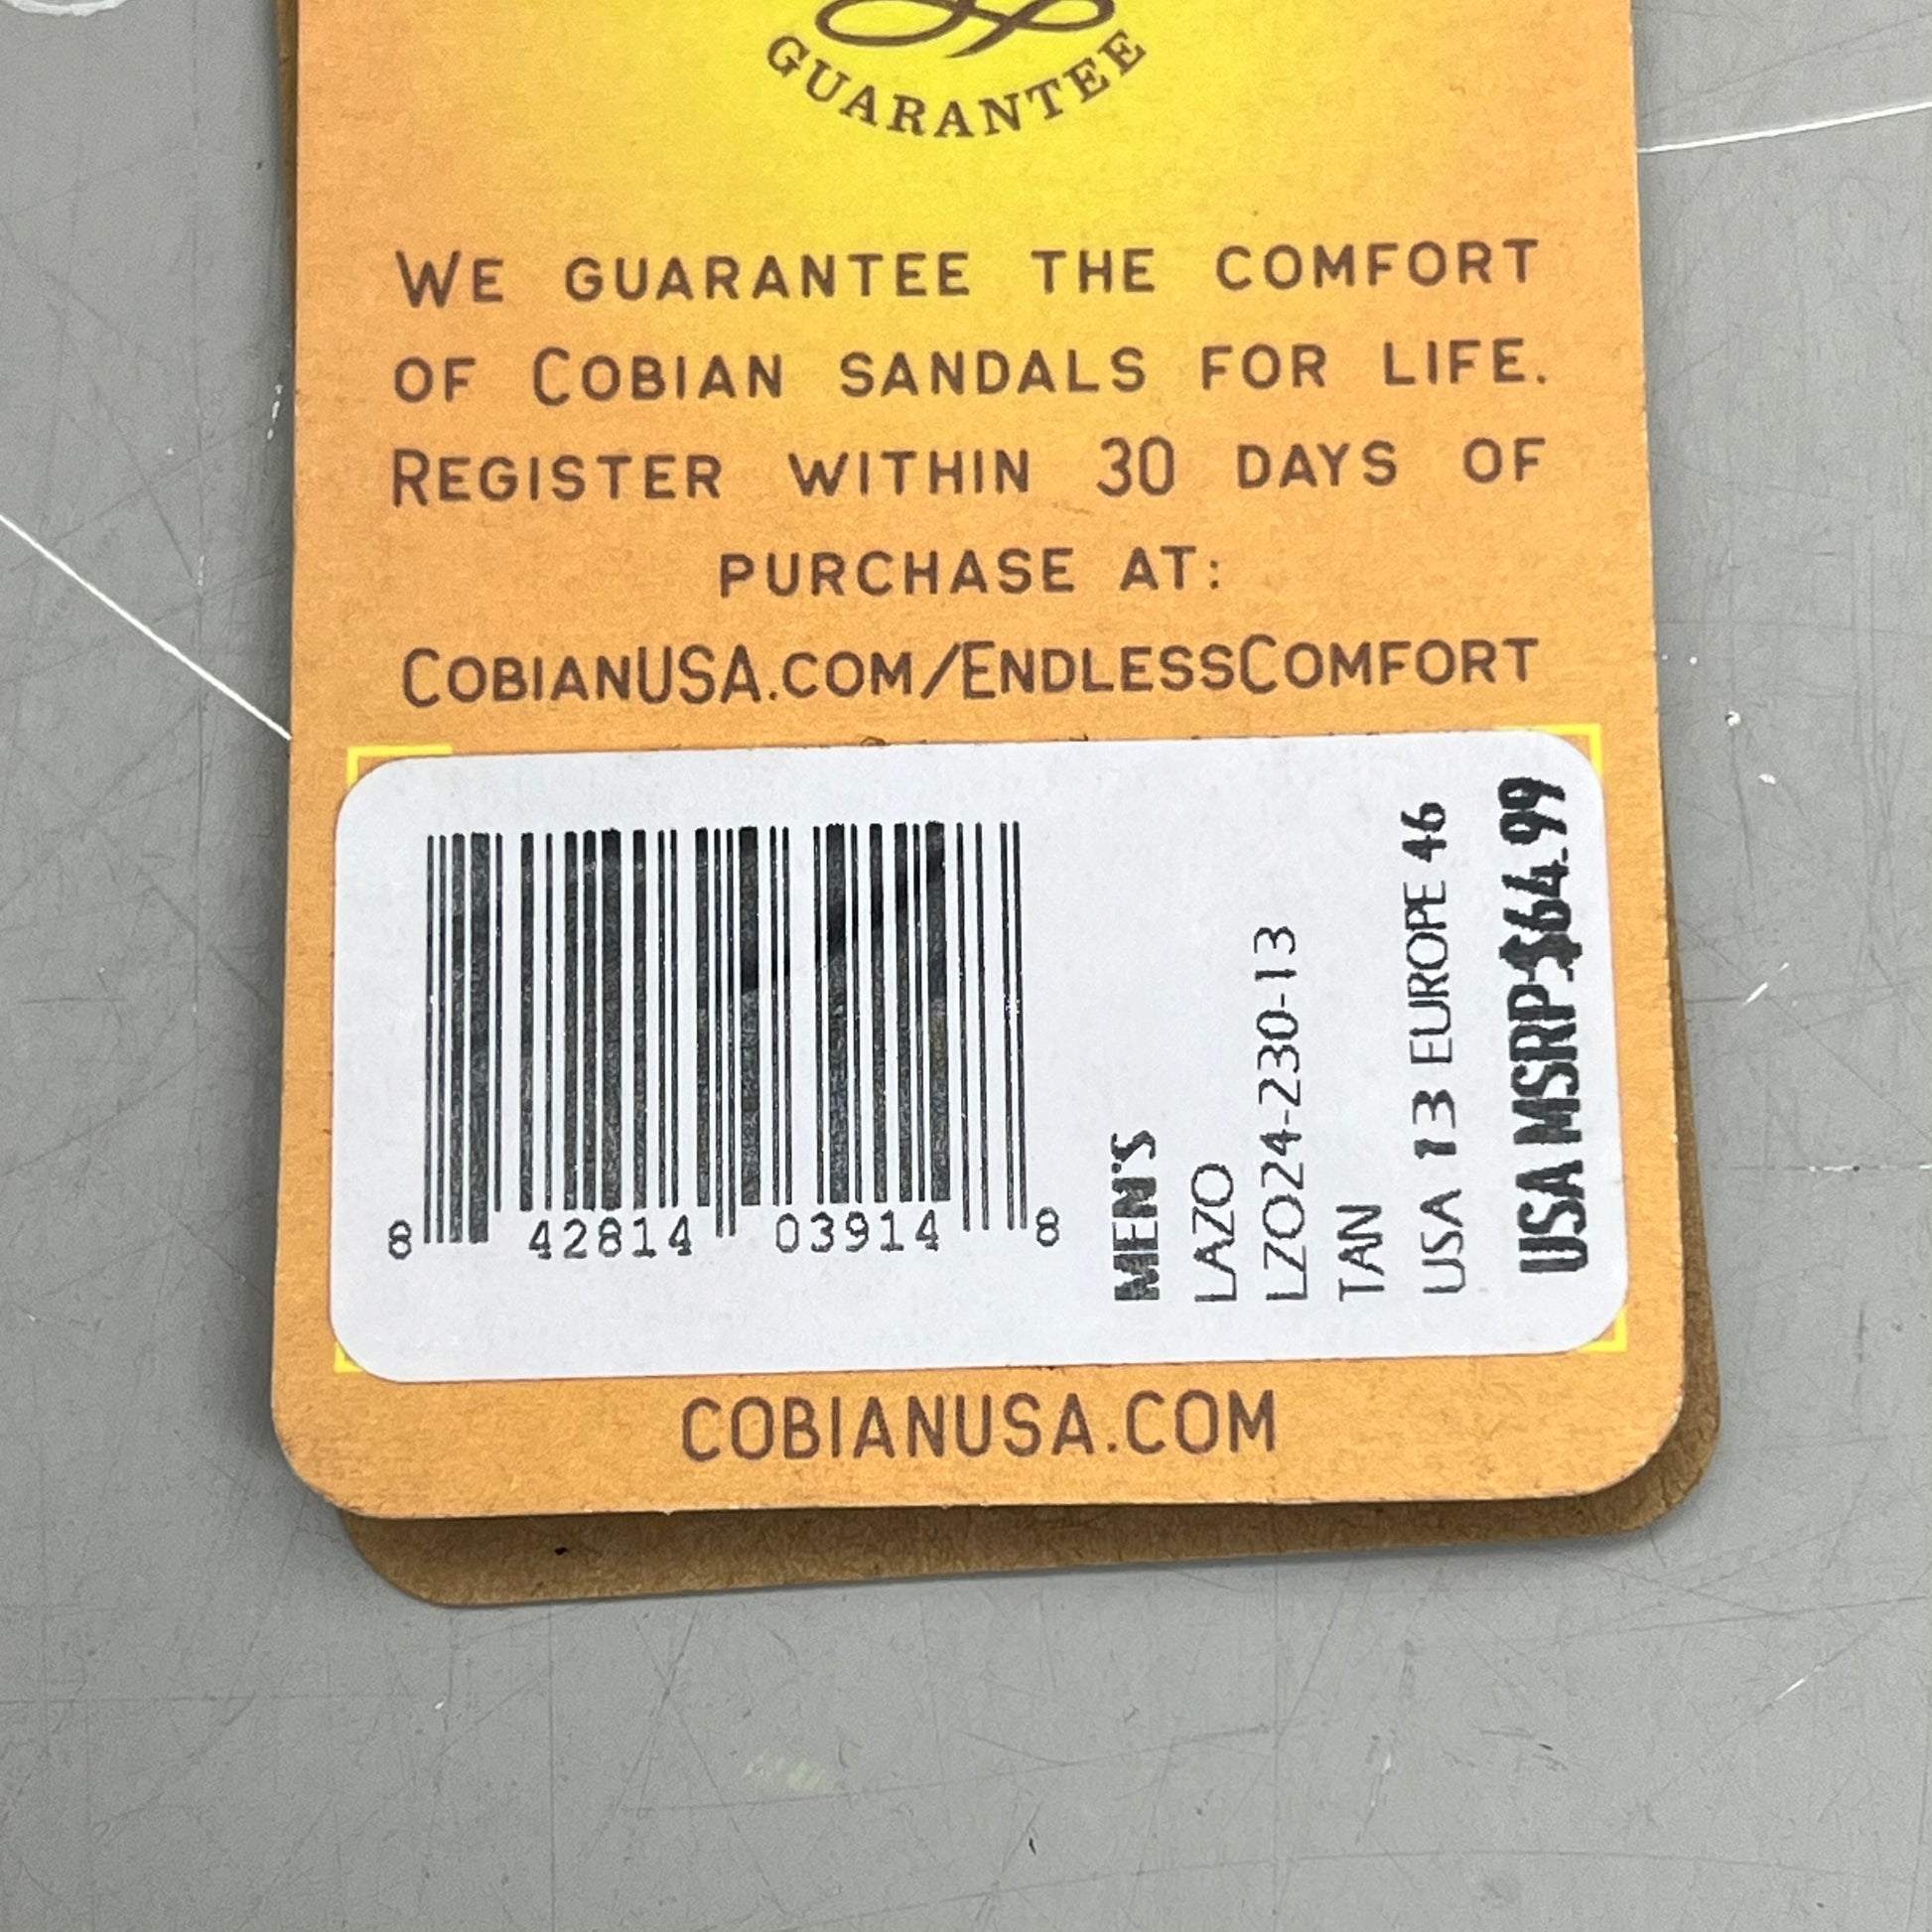 GUARANTEE
WE GUARANTEE THE COMFORT
OF COBIAN SANDALS FOR LIFE.
REGISTER WITHIN 30 DAYS OF
PURCHASE AT:
COBIANUSA.COM/ENDLESSCOMFORT
8 42814 03914 8
MEN'S
LAZO
LZO24-230-13
TAN
USA 13 EUROPE 46
USA MSRP $64.99
COBIANUSA.COM